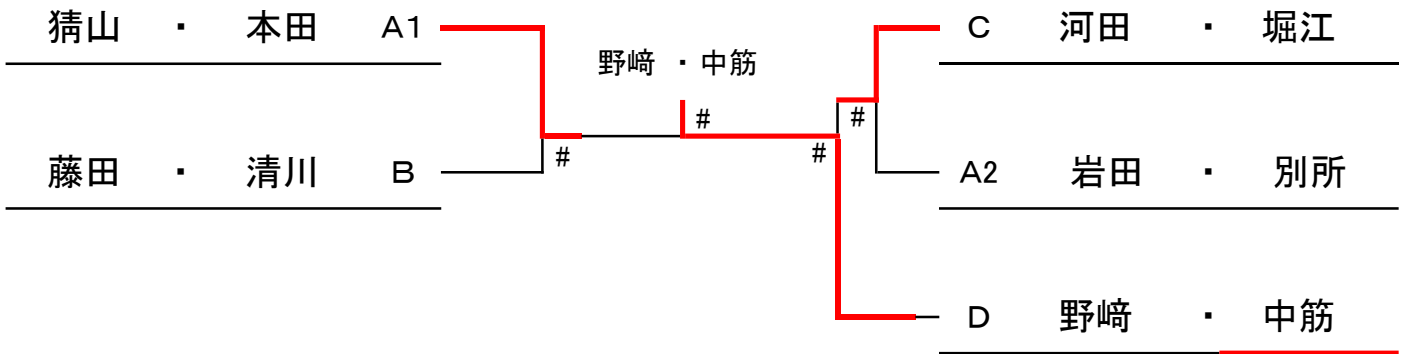 猜山 ・ 本田 A1
藤田 ・ 清川 B
野﨑 ・ 中筋
#
#
#
#
C 河田 ・ 堀江
A2 岩田 ・ 別所
D 野﨑 ・ 中筋